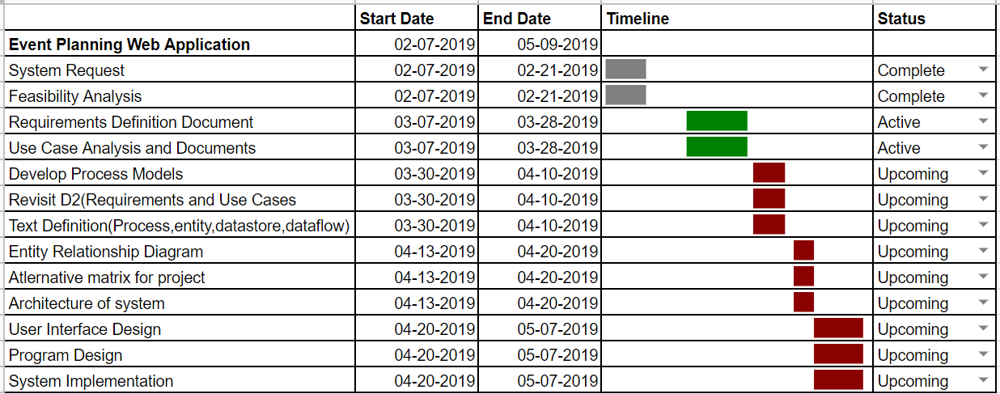 Start Date End Date Timeline Status
Event Planning Web Application 02-07-2019 05-09-2019
System Request 02-07-2019 02-21-2019 Complete
Feasibility Analysis 02-07-2019 02-21-2019 Complete
Requirements Definition Document 03-07-2019 03-28-2019 Active
Use Case Analysis and Documents 03-07-2019 03-28-2019 Active
Develop Process Models 03-30-2019 04-10-2019 Upcoming
Revisit D2(Requirements and Use Cases 03-30-2019 04-10-2019 Upcoming
Text Definition(Process,entity,datastore,dataflow) 03-30-2019 04-10-2019 Upcoming
Entity Relationship Diagram 04-13-2019 04-20-2019 Upcoming
Atlernative matrix for project 04-13-2019 04-20-2019 Upcoming
Architecture of system 04-13-2019 04-20-2019 Upcoming
User Interface Design 04-20-2019 05-07-2019 Upcoming
Program Design 04-20-2019 05-07-2019 Upcoming
System Implementation 04-20-2019 05-07-2019 Upcoming